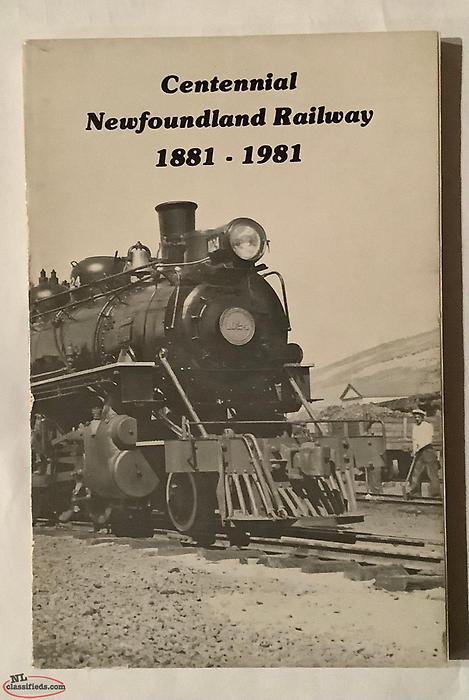 Centennial
Newfoundland Railway
1881 - 1981
NL
classifieds.com